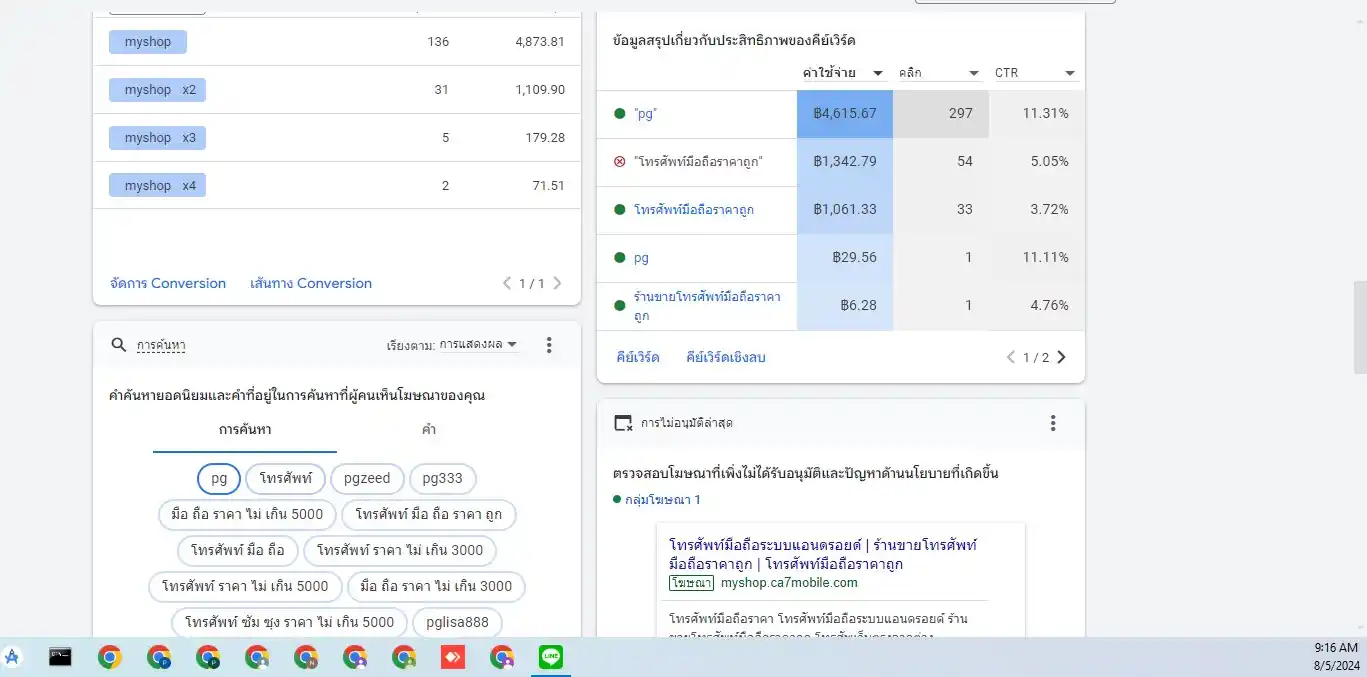 myshop 136 4,873.81
myshop x2 31 1,109.90
myshop x3 5 179.28
myshop x4 2 71.51
จัดการ Conversion เส้นทาง Conversion 1 / 1
การค้นหา เรียงตาม: การแสดงผล
คำค้นหายอดนิยมและคำที่อยู่ในการค้นหาที่ผู้คนเห็นโฆษณาของคุณ
การค้นหา คำ
pg โทรศัพท์ pgzeed pg333
มือ ถือ ราคา ไม่ เกิน 5000 โทรศัพท์ มือ ถือ ราคา ถูก
โทรศัพท์ มือ ถือ โทรศัพท์ ราคา ไม่ เกิน 3000
โทรศัพท์ ราคา ไม่ เกิน 5000 มือ ถือ ราคา ไม่ เกิน 3000
โทรศัพท์ ซัม ซุง ราคา ไม่ เกิน 5000 pglisa888
ข้อมูลสรุปเกี่ยวกับประสิทธิภาพของคีย์เวิร์ด
ค่าใช้จ่าย คลิก CTR
"pg" ฿4,615.67 297 11.31%
"โทรศัพท์มือถือราคาถูก" ฿1,342.79 54 5.05%
โทรศัพท์มือถือราคาถูก ฿1,061.33 33 3.72%
pg ฿29.56 1 11.11%
ร้านขายโทรศัพท์มือถือราคา
ถูก ฿6.28 1 4.76%
คีย์เวิร์ด คีย์เวิร์ดเชิงลบ 1 / 2
การไม่อนุมัติล่าสุด
ตรวจสอบโฆษณาที่เพิ่งไม่ได้รับอนุมัติและปัญหาด้านนโยบายที่เกิดขึ้น
กลุ่มโฆษณา 1
โทรศัพท์มือถือระบบแอนดรอยด์ | ร้านขายโทรศัพท์
มือถือราคาถูก | โทรศัพท์มือถือราคาถูก
โฆษณา myshop.ca7mobile.com
โทรศัพท์มือถือราคา โทรศัพท์มือถือระบบแอนดรอยด์ ร้าน
LINE
9:16 AM
8/5/2024